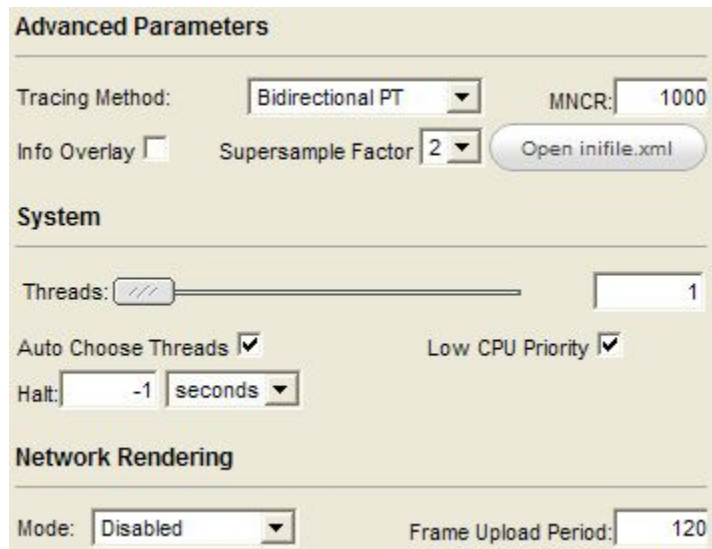 Advanced Parameters
Tracing Method: Bidirectional PT MNCR: 1000
Info Overlay Supersample Factor 2 Open inifile.xml
System
Threads: 1
Auto Choose Threads Low CPU Priority
Halt: -1 seconds
Network Rendering
Mode: Disabled Frame Upload Period: 120